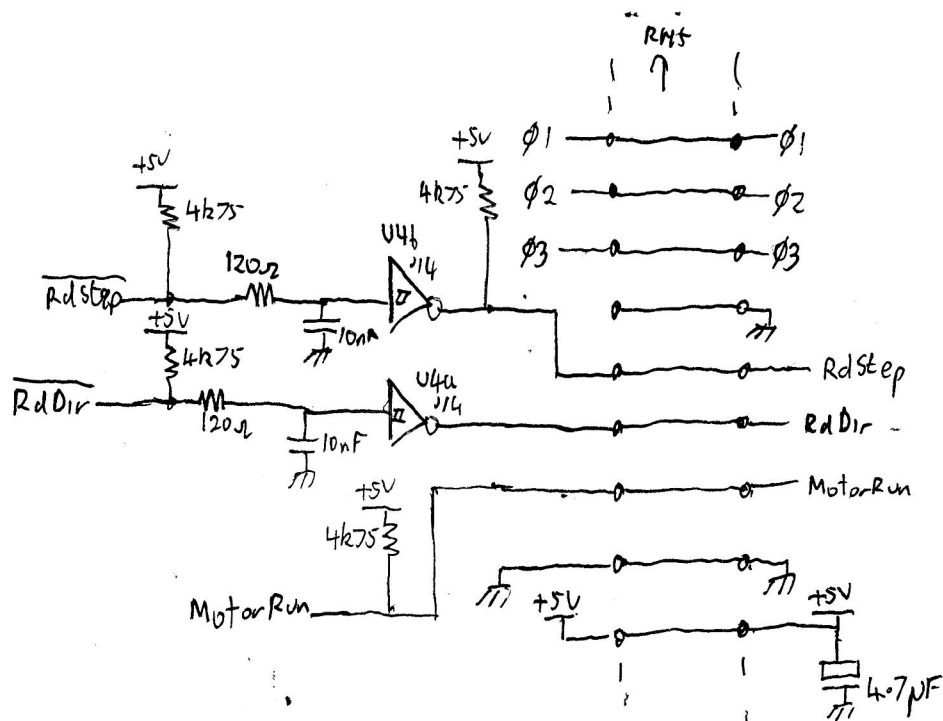 RH5
+5V
ϕ1
ϕ1
+5V
4k75
4k75
ϕ2
ϕ2
U4b
'14
120Ω
ϕ3
ϕ3
RdStep
+5V
10nF
4k75
RdStep
U4a
'14
RdDir
120Ω
10nF
RdDir
+5V
MotorRun
4k75
MotorRun
+5V
+5V
4.7µF